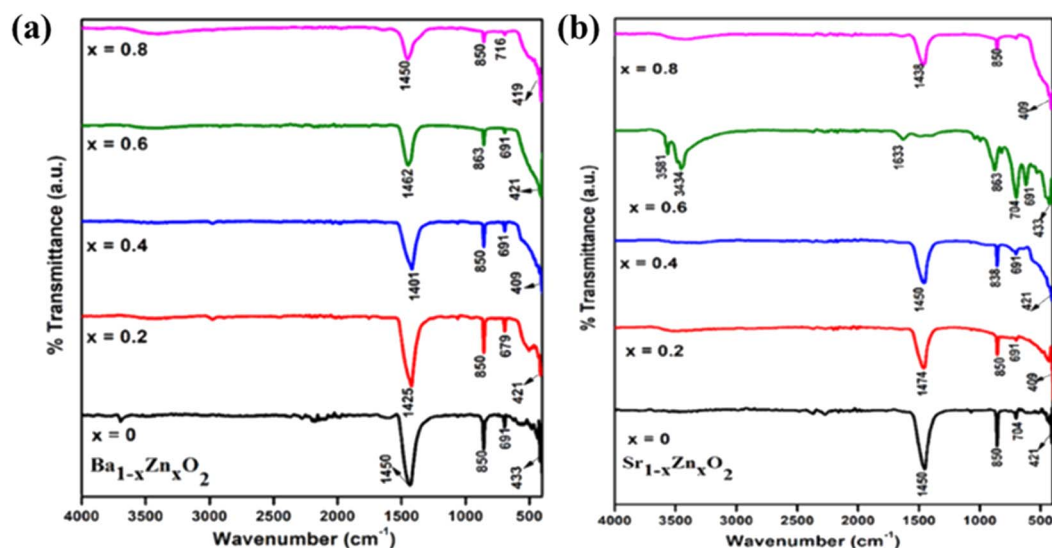 (a)
x = 0.8
1450
850
716
419
x = 0.6
1462
863
691
421
x = 0.4
1401
850
691
409
x = 0.2
1425
850
679
421
x = 0
Ba1-xZnxO2
1450
850
691
433
% Transmittance (a.u.)
4000 3500 3000 2500 2000 1500 1000 500
Wavenumber (cm-1)
(b)
x = 0.8
1438
850
409
3581
3434
1633
863
704
691
433
x = 0.6
x = 0.4
1450
838
691
421
x = 0.2
1474
850
691
409
x = 0
Sr1-xZnxO2
1450
850
704
421
% Transmittance (a.u.)
4000 3500 3000 2500 2000 1500 1000 500
Wavenumber (cm-1)